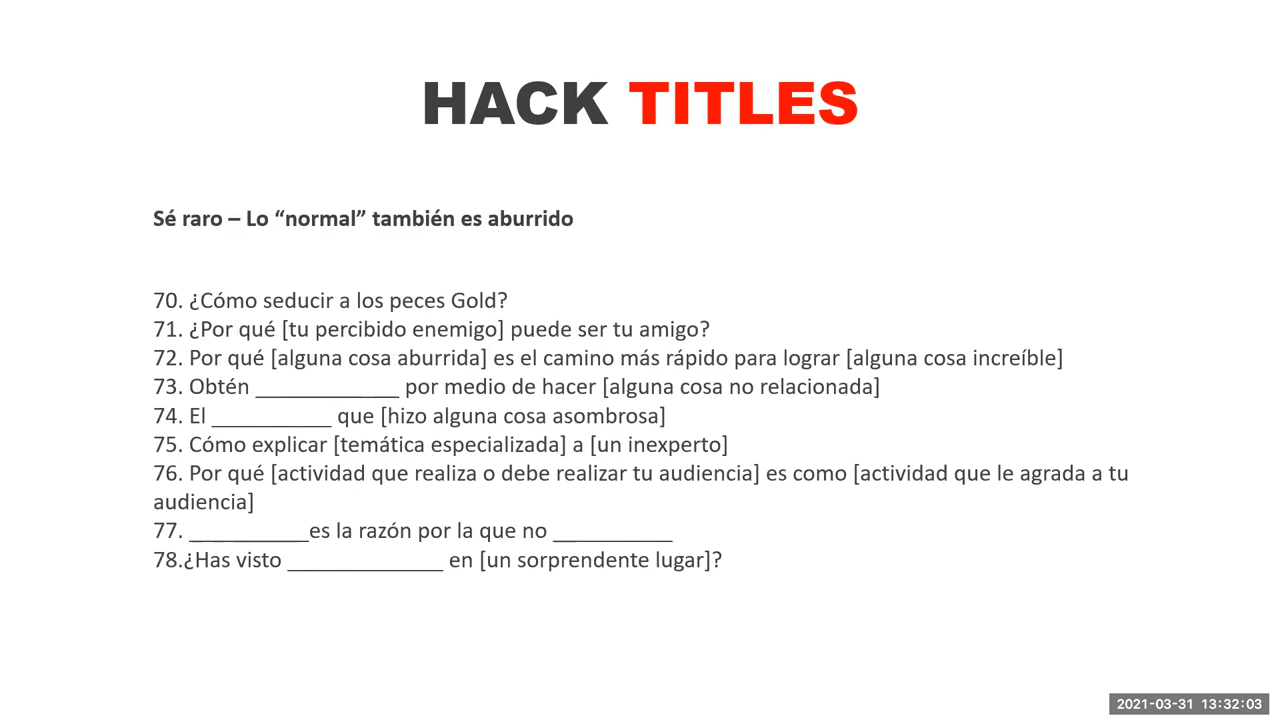 HACK TITLES
Sé raro – Lo “normal” también es aburrido
70. ¿Cómo seducir a los peces Gold?
71. ¿Por qué [tu percibido enemigo] puede ser tu amigo?
72. Por qué [alguna cosa aburrida] es el camino más rápido para lograr [alguna cosa increíble]
73. Obtén ____________ por medio de hacer [alguna cosa no relacionada]
74. El __________ que [hizo alguna cosa asombrosa]
75. Cómo explicar [temática especializada] a [un inexperto]
76. Por qué [actividad que realiza o debe realizar tu audiencia] es como [actividad que le agrada a tu
audiencia]
77. __________es la razón por la que no __________
78.¿Has visto _____________ en [un sorprendente lugar]?
2021-03-31 13:32:03